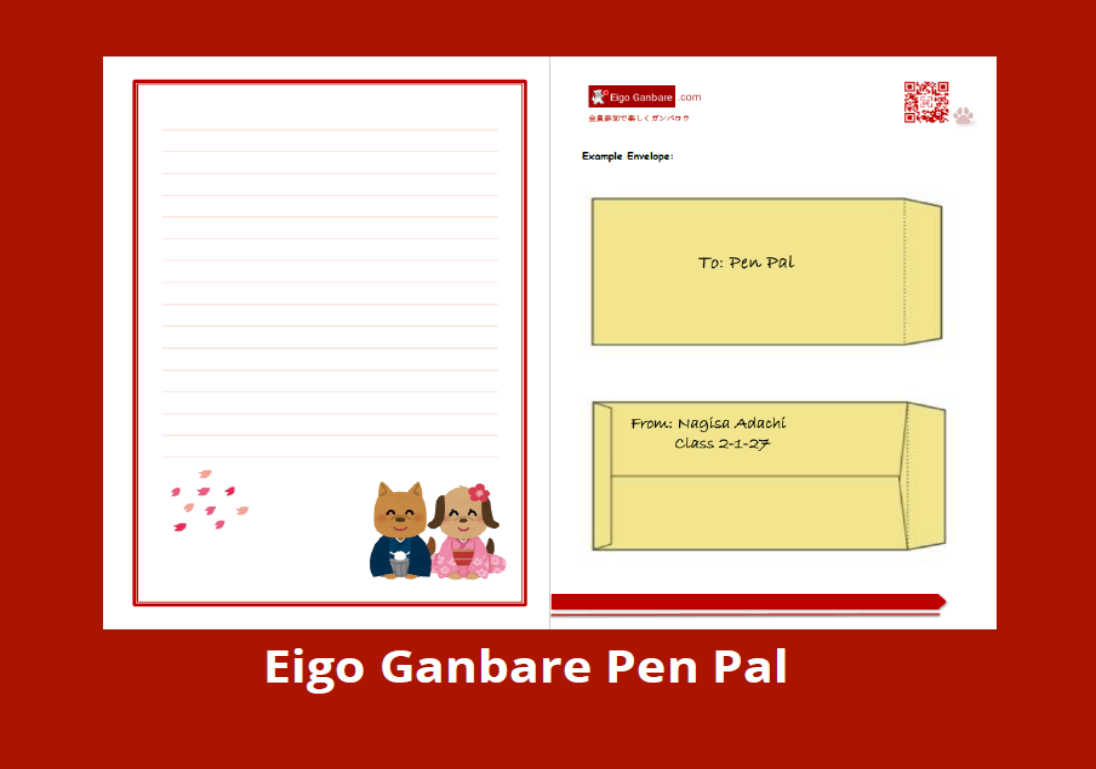 Eigo Ganbare .com
全員参加で楽しくガンバロウ
Example Envelope:
To: Pen Pal
From: Nagisa Adachi
Class 2-1-27
Eigo Ganbare Pen Pal